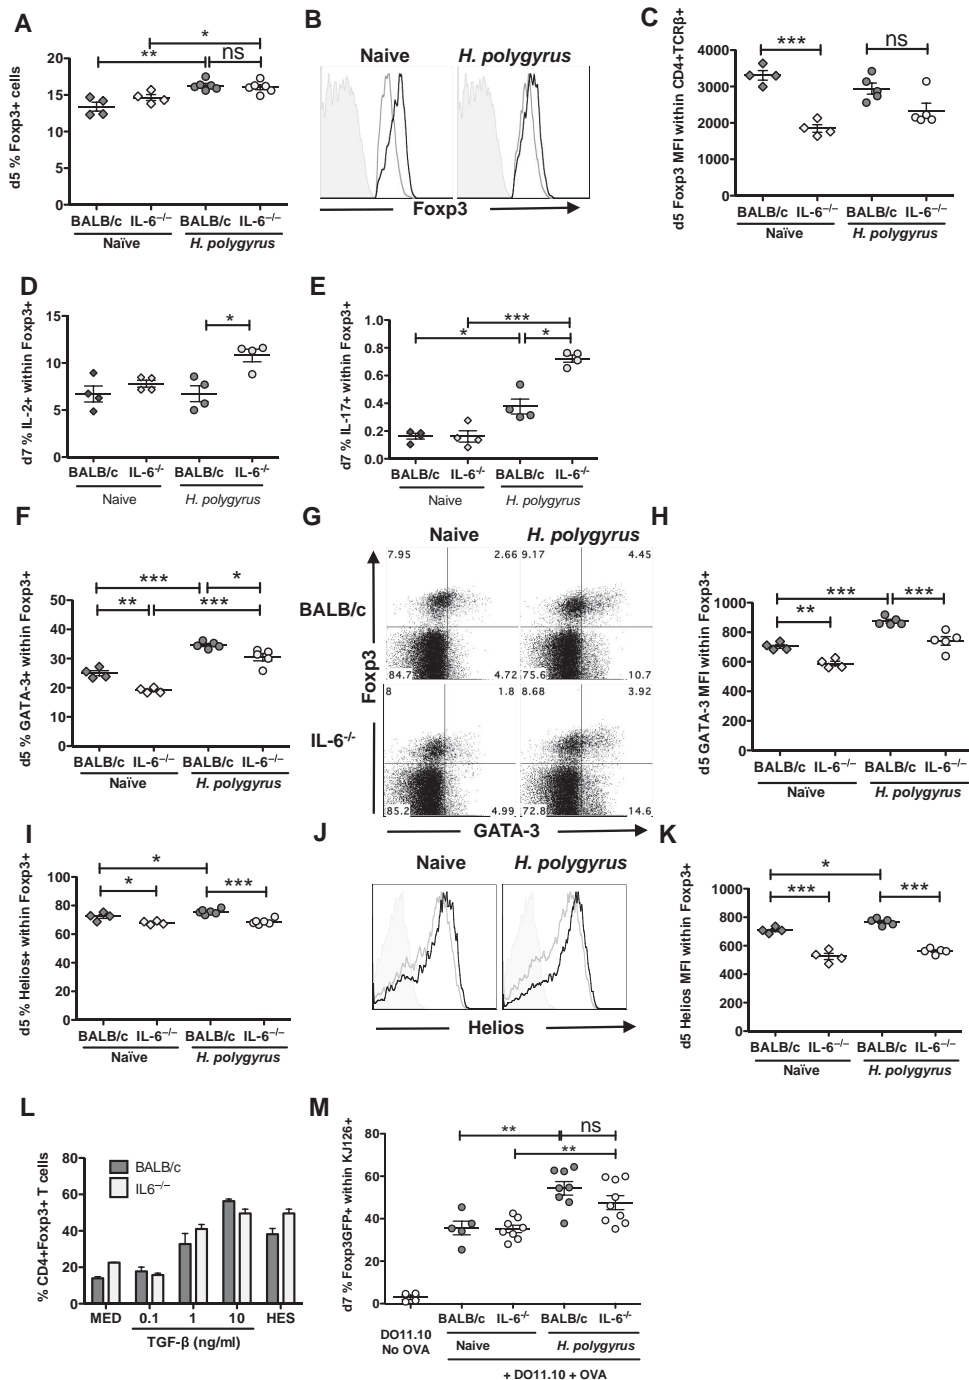 A
d5 % Foxp3+ cells
20
15
10
5
0
*
**
ns
BALB/c IL-6–/– BALB/c IL-6–/–
Naïve H. polygyrus
B
Naive H. polygyrus
Foxp3
C
d5 Foxp3 MFI within CD4+TCRβ+
4000
3000
2000
1000
0
*** ns
BALB/c IL-6–/– BALB/c IL-6–/–
Naïve H. polygyrus
D
d7 % IL-2+ within Foxp3+
15
10
5
0
*
BALB/c IL-6-/- BALB/c IL-6-/-
Naive H. polygyrus
E
d7 % IL-17+ within Foxp3+
1.0
0.8
0.6
0.4
0.2
0.0
***
* *
BALB/c IL-6-/- BALB/c IL-6-/-
Naive H. polygyrus
F
d5 % GATA-3+ within Foxp3+
50
40
30
20
10
0
*** *
** ***
BALB/c IL-6–/– BALB/c IL-6–/–
Naïve H. polygyrus
G
Naive H. polygyrus
BALB/c
IL-6-/-
Foxp3
7.95 2.66 9.17 4.45
84.7 4.72 75.6 10.7
8 1.8 8.68 3.92
85.2 4.99 72.8 14.6
GATA-3
H
d5 GATA-3 MFI within Foxp3+
1000
800
600
400
200
0
*** ***
**
BALB/c IL-6–/– BALB/c IL-6–/–
Naïve H. polygyrus
I
d5 % Helios+ within Foxp3+
100
80
60
40
20
0
*
* ***
BALB/c IL-6–/– BALB/c IL-6–/–
Naïve H. polygyrus
J
Naive H. polygyrus
Helios
K
d5 Helios MFI within Foxp3+
1000
800
600
400
200
0
*
*** ***
BALB/c IL-6–/– BALB/c IL-6–/–
Naïve H. polygyrus
L
% CD4+Foxp3+ T cells
80
60
40
20
0
BALB/c
IL6–/–
MED 0.1 1 10 HES
TGF-β (ng/ml)
M
d7 % Foxp3GFP+ within KJ126+
80
60
40
20
0
** ns
**
DO11.10
No OVA
BALB/c IL-6-/- BALB/c IL-6-/-
Naive H. polygyrus
+ DO11.10 + OVA